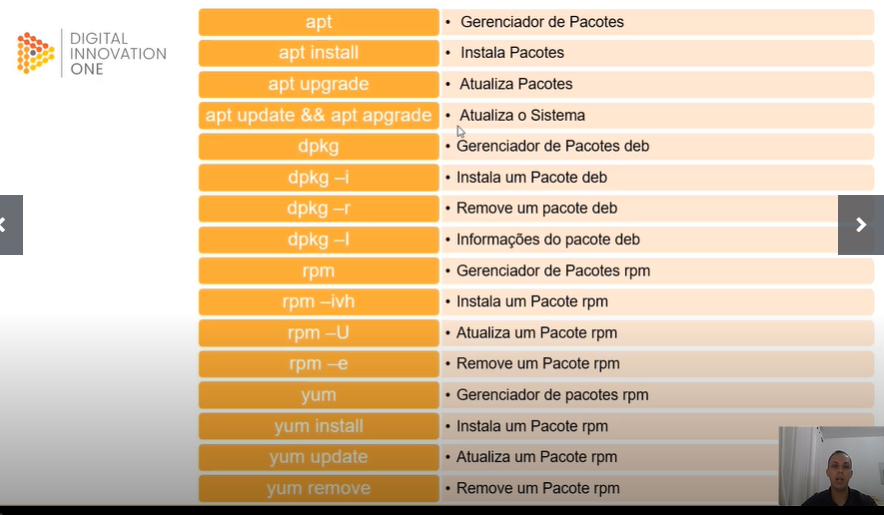 DIGITAL
INNOVATION
ONE
apt • Gerenciador de Pacotes
apt install • Instala Pacotes
apt upgrade • Atualiza Pacotes
apt update && apt apgrade • Atualiza o Sistema
dpkg • Gerenciador de Pacotes deb
dpkg –i • Instala um Pacote deb
dpkg –r • Remove um pacote deb
dpkg –I • Informações do pacote deb
rpm • Gerenciador de Pacotes rpm
rpm –ivh • Instala um Pacote rpm
rpm –U • Atualiza um Pacote rpm
rpm –e • Remove um Pacote rpm
yum • Gerenciador de pacotes rpm
yum install • Instala um Pacote rpm
yum update • Atualiza um Pacote rpm
yum remove • Remove um Pacote rpm